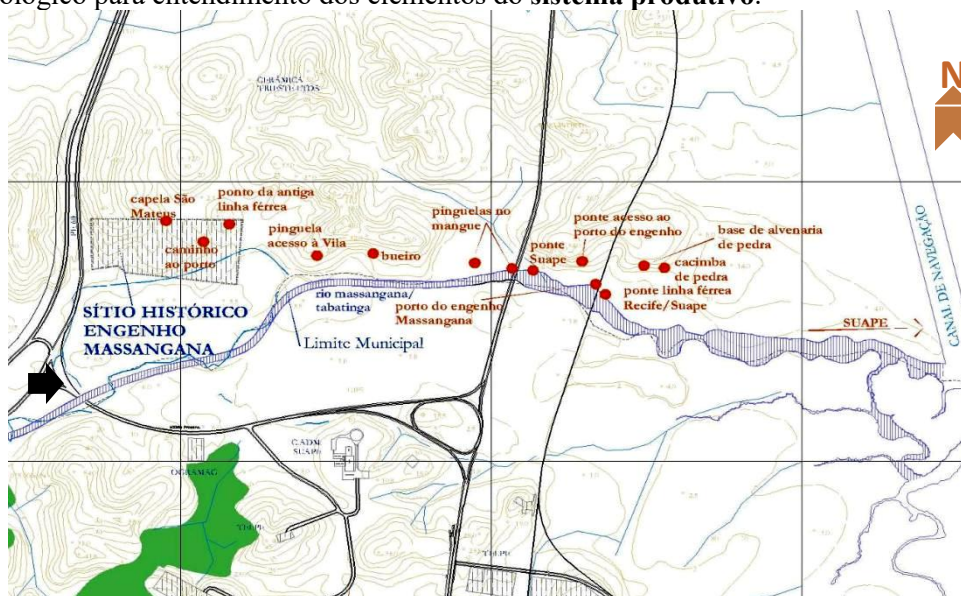 ológico para entendimento dos elementos do sistema produtivo.
CERÂMICA
N
capela São
Mateus
ponto da antiga
linha férrea
caminho
ao porto
pinguela
acesso à Vila
bueiro
pinguelas no
mangue
ponte
Suape
ponte acesso ao
porto do engenho
base de alvenaria
de pedra
cacimba
de pedra
ponte linha férrea
Recife/Suape
porto do engenho
Massangana
rio massangana/
tabatinga
Limite Municipal
SÍTIO HISTÓRICO
ENGENHO
MASSANGANA
SUAPE
CANAL DE NAVEGAÇÃO
C.ADM
SUAPE